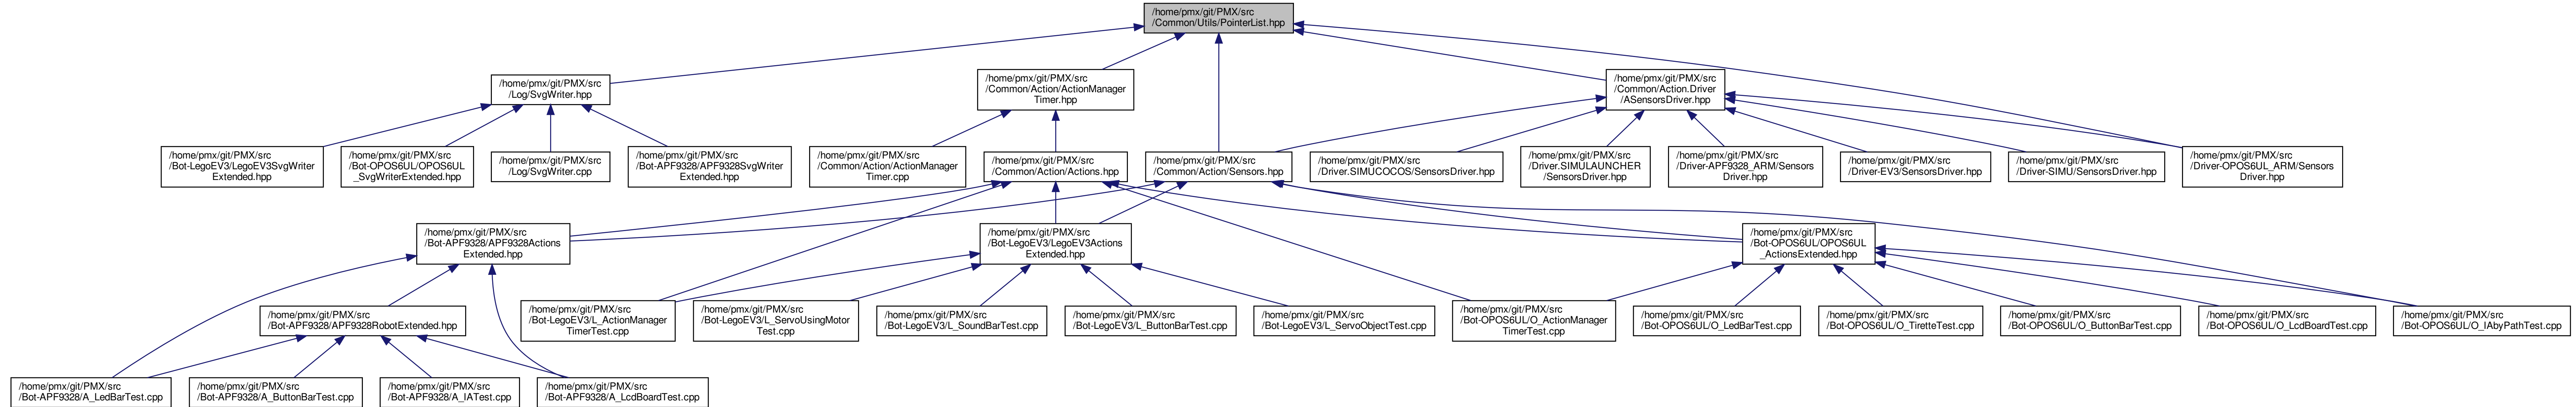 /home/pmx/git/PMX/src
/Common/Utils/PointerList.hpp
/home/pmx/git/PMX/src
/Log/SvgWriter.hpp
/home/pmx/git/PMX/src
/Common/Action/ActionManager
Timer.hpp
/home/pmx/git/PMX/src
/Common/Action.Driver
/ASensorsDriver.hpp
/home/pmx/git/PMX/src
/Bot-LegoEV3/LegoEV3SvgWriter
Extended.hpp
/home/pmx/git/PMX/src
/Bot-OPOS6UL/OPOS6UL
_SvgWriterExtended.hpp
/home/pmx/git/PMX/src
/Log/SvgWriter.cpp
/home/pmx/git/PMX/src
/Bot-APF9328/APF9328SvgWriter
Extended.hpp
/home/pmx/git/PMX/src
/Common/Action/ActionManager
Timer.cpp
/home/pmx/git/PMX/src
/Common/Action/Actions.hpp
/home/pmx/git/PMX/src
/Common/Action/Sensors.hpp
/home/pmx/git/PMX/src
/Driver.SIMUCOCOS/SensorsDriver.hpp
/home/pmx/git/PMX/src
/Driver.SIMULAUNCHER
/SensorsDriver.hpp
/home/pmx/git/PMX/src
/Driver-APF9328_ARM/Sensors
Driver.hpp
/home/pmx/git/PMX/src
/Driver-EV3/SensorsDriver.hpp
/home/pmx/git/PMX/src
/Driver-SIMU/SensorsDriver.hpp
/home/pmx/git/PMX/src
/Driver-OPOS6UL_ARM/Sensors
Driver.hpp
/home/pmx/git/PMX/src
/Bot-APF9328/APF9328Actions
Extended.hpp
/home/pmx/git/PMX/src
/Bot-LegoEV3/LegoEV3Actions
Extended.hpp
/home/pmx/git/PMX/src
/Bot-OPOS6UL/OPOS6UL
_ActionsExtended.hpp
/home/pmx/git/PMX/src
/Bot-APF9328/APF9328RobotExtended.hpp
/home/pmx/git/PMX/src
/Bot-LegoEV3/L_ActionManager
TimerTest.cpp
/home/pmx/git/PMX/src
/Bot-LegoEV3/L_ServoUsingMotor
Test.cpp
/home/pmx/git/PMX/src
/Bot-LegoEV3/L_SoundBarTest.cpp
/home/pmx/git/PMX/src
/Bot-LegoEV3/L_ButtonBarTest.cpp
/home/pmx/git/PMX/src
/Bot-LegoEV3/L_ServoObjectTest.cpp
/home/pmx/git/PMX/src
/Bot-OPOS6UL/O_ActionManager
TimerTest.cpp
/home/pmx/git/PMX/src
/Bot-OPOS6UL/O_LedBarTest.cpp
/home/pmx/git/PMX/src
/Bot-OPOS6UL/O_TiretteTest.cpp
/home/pmx/git/PMX/src
/Bot-OPOS6UL/O_ButtonBarTest.cpp
/home/pmx/git/PMX/src
/Bot-OPOS6UL/O_LcdBoardTest.cpp
/home/pmx/git/PMX/src
/Bot-OPOS6UL/O_IAbyPathTest.cpp
/home/pmx/git/PMX/src
/Bot-APF9328/A_LedBarTest.cpp
/home/pmx/git/PMX/src
/Bot-APF9328/A_ButtonBarTest.cpp
/home/pmx/git/PMX/src
/Bot-APF9328/A_IATest.cpp
/home/pmx/git/PMX/src
/Bot-APF9328/A_LcdBoardTest.cpp